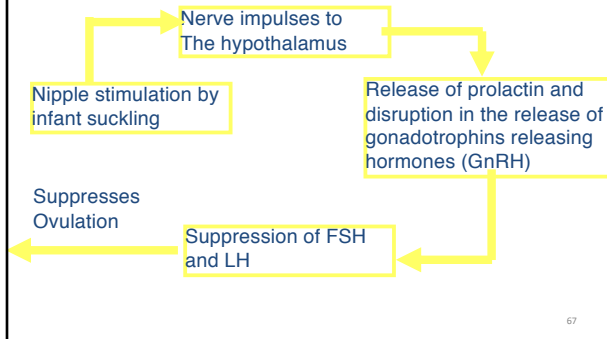 Nerve impulses to
The hypothalamus
Nipple stimulation by
infant suckling
Release of prolactin and
disruption in the release of
gonadotrophins releasing
hormones (GnRH)
Suppresses
Ovulation
Suppression of FSH
and LH
67